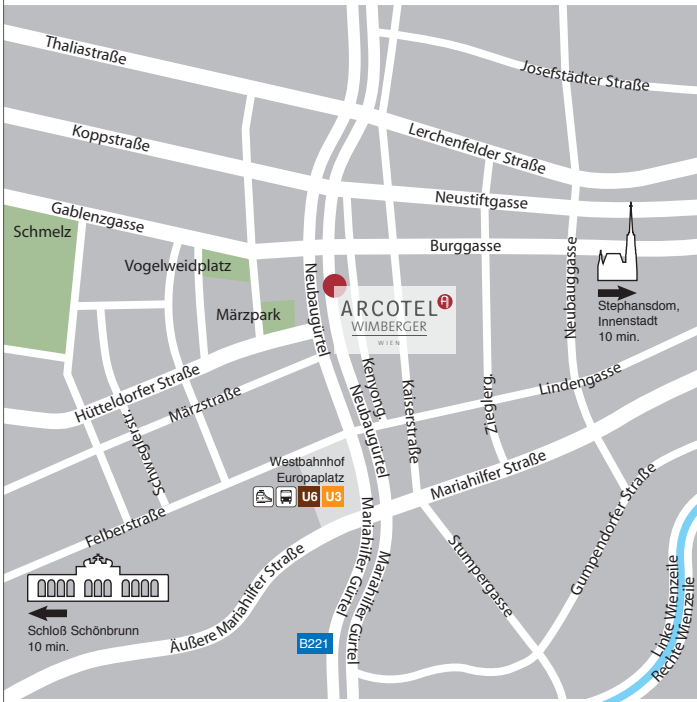 Thaliastraße
Josefstädter Straße
Koppstraße
Lerchenfelder Straße
Neustiftgasse
Gablenzgasse
Schmelz
Burggasse
Vogelweidplatz
Neubaugürtel
Neubauggasse
Stephansdom,
Innenstadt
10 min.
Märzpark
ARCOTEL A
WIMBERGER
WIEN
Hütteldorfer Straße
Märzstraße
Schweglerstr.
Kenyong.
Neubaugürtel
Kaiserstraße
Zieglerg.
Lindengasse
Westbahnhof
Europaplatz
U6 U3
Mariahilfer Straße
Felberstraße
Mariahilfer Gürtel
Mariahilfer Gürtel
Stumpergasse
Gumpendorfer Straße
Äußere Mariahilfer Straße
Linke Wienzeile
Rechte Wienzeile
Schloß Schönbrunn
10 min.
B221